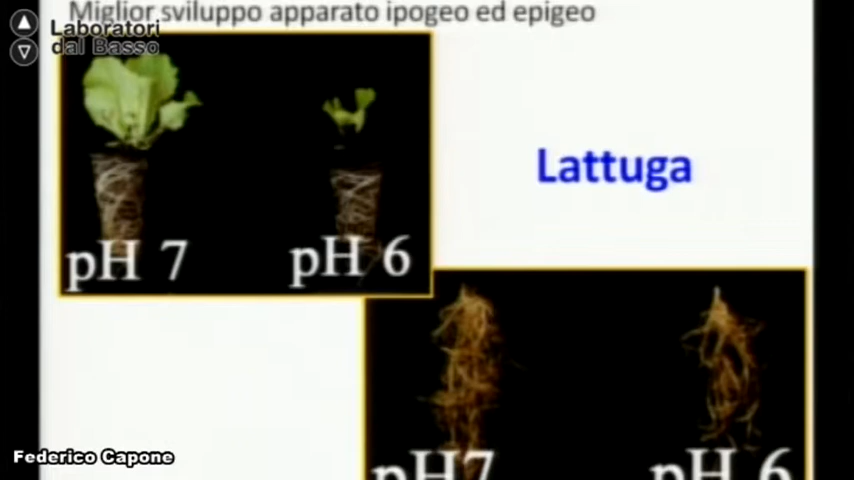 Miglior sviluppo apparato ipogeo ed epigeo
Laboratori
dal Basso
Lattuga
pH 7
pH 6
pH7
pH 6
Federico Capone